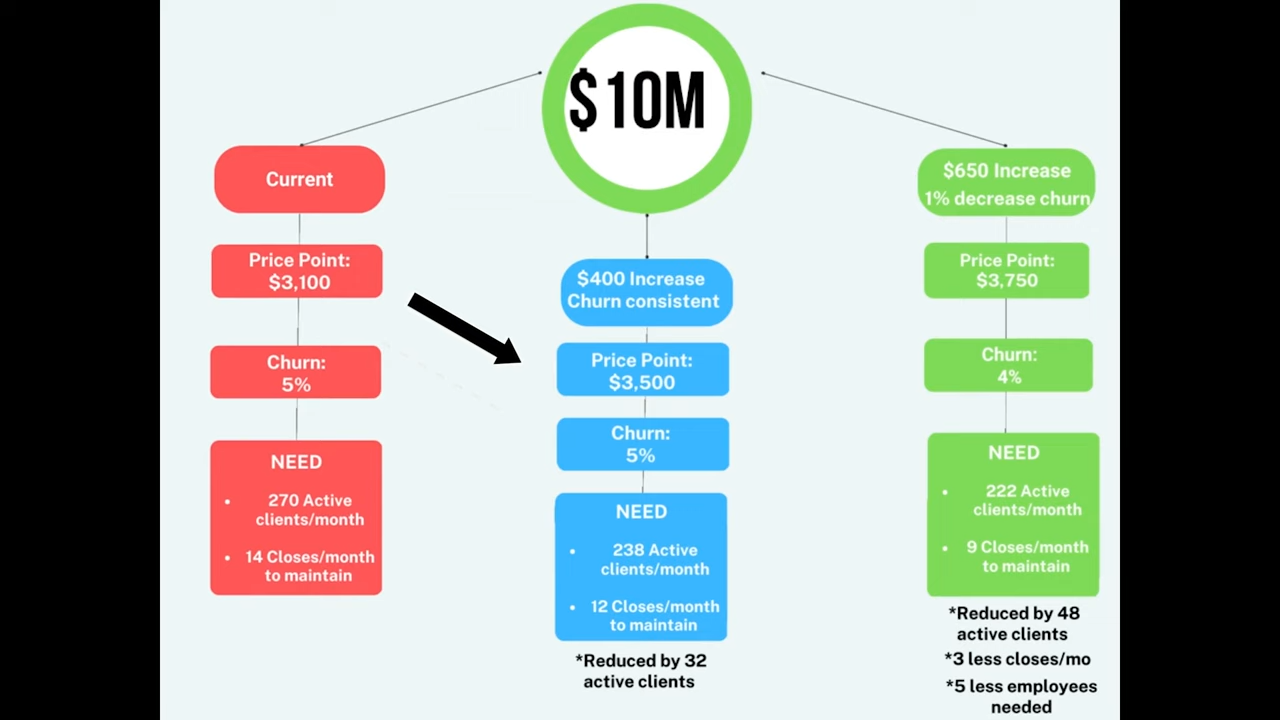 $10M
Current
Price Point:
$3,100
Churn:
5%
NEED
• 270 Active
clients/month
• 14 Closes/month
to maintain
$400 Increase
Churn consistent
Price Point:
$3,500
Churn:
5%
NEED
• 238 Active
clients/month
• 12 Closes/month
to maintain
*Reduced by 32
active clients
$650 Increase
1% decrease churn
Price Point:
$3,750
Churn:
4%
NEED
• 222 Active
clients/month
• 9 Closes/month
to maintain
*Reduced by 48
active clients
*3 less closes/mo
*5 less employees
needed